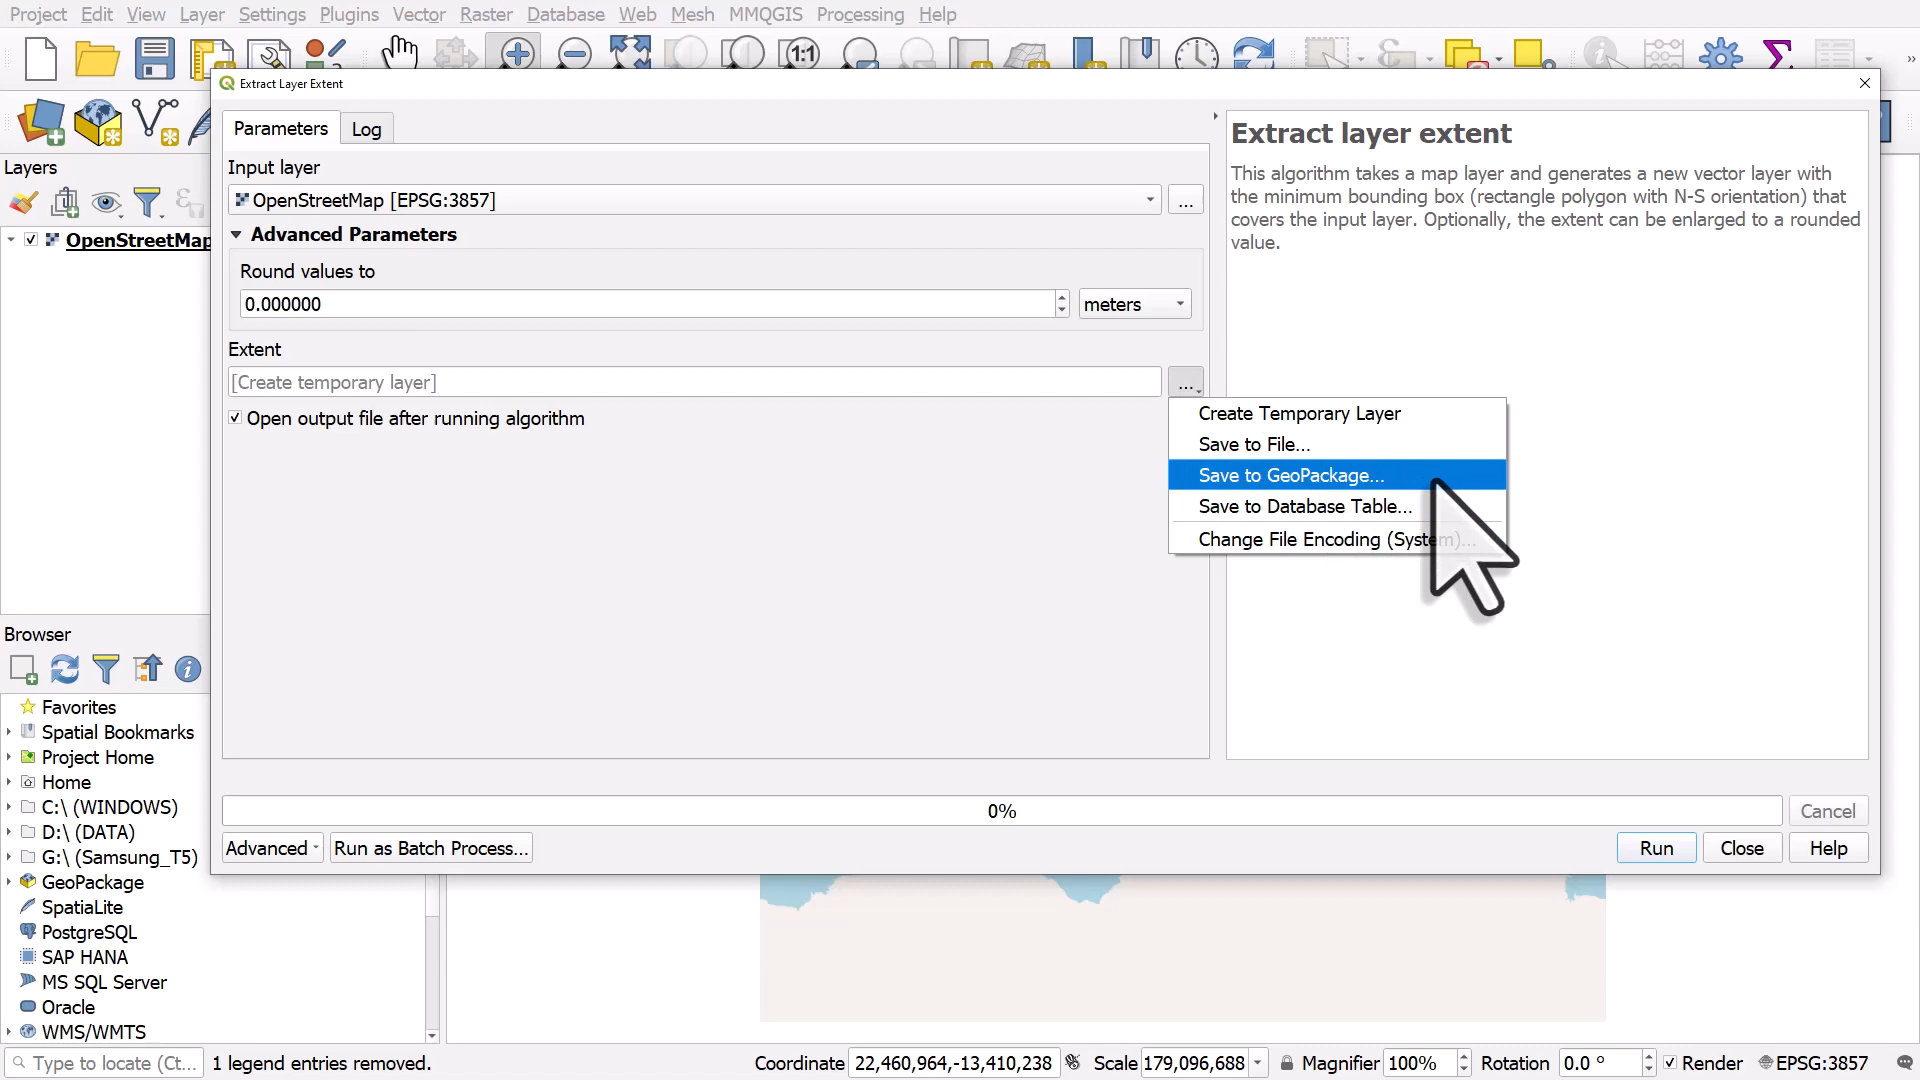 Project Edit View Layer Settings Plugins Vector Raster Database Web Mesh MMQGIS Processing Help
1:1
Extract Layer Extent
Parameters Log
Input layer
OpenStreetMap [EPSG:3857]
...
Advanced Parameters
Round values to
0.000000
meters
Extent
[Create temporary layer]
...
Open output file after running algorithm
Create Temporary Layer
Save to File...
Save to GeoPackage...
Save to Database Table...
Change File Encoding (System)...
Extract layer extent
This algorithm takes a map layer and generates a new vector layer with
the minimum bounding box (rectangle polygon with N-S orientation) that
covers the input layer. Optionally, the extent can be enlarged to a rounded
value.
0%
Cancel
Advanced
Run as Batch Process...
Run
Close
Help
Layers
OpenStreetMap
Browser
Favorites
Spatial Bookmarks
Project Home
Home
C:\ (WINDOWS)
D:\ (DATA)
G:\ (Samsung_T5)
GeoPackage
SpatiaLite
PostgreSQL
SAP HANA
MS SQL Server
Oracle
WMS/WMTS
Type to locate (Ct... 1 legend entries removed. Coordinate 22,460,964,-13,410,238 Scale 179,096,688 Magnifier 100% Rotation 0.0 ° Render EPSG:3857